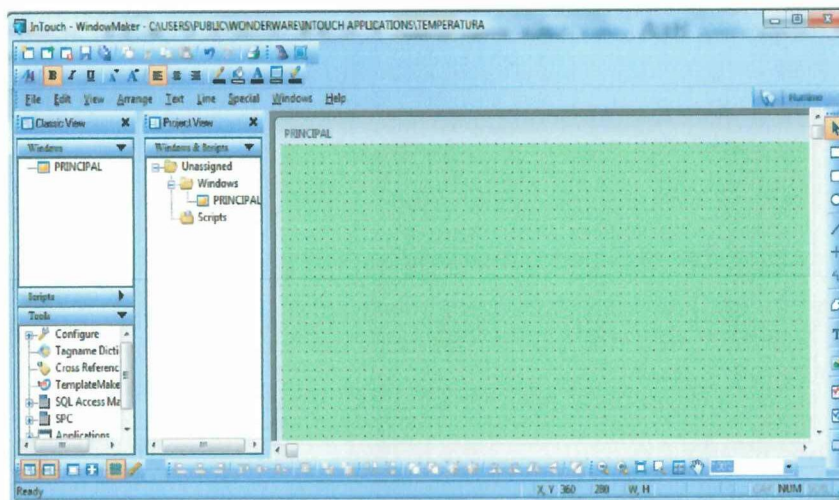 InTouch - WindowMaker - C:\USERS\PUBLIC\WONDERWARE\INTOUCH APPLICATIONS\TEMPERATURA
File Edit View Arrange Text Line Special Windows Help
Runtime
Classic View
Project View
PRINCIPAL
Windows
Windows & Scripts
PRINCIPAL
Unassigned
Windows
PRINCIPAL
Scripts
Scripts
Tools
Configure
Tagname Dicti
Cross Referenc
TemplateMake
SQL Access Ma
SPC
Applications
Ready
X, Y 360 280 W, H
CAP NUM